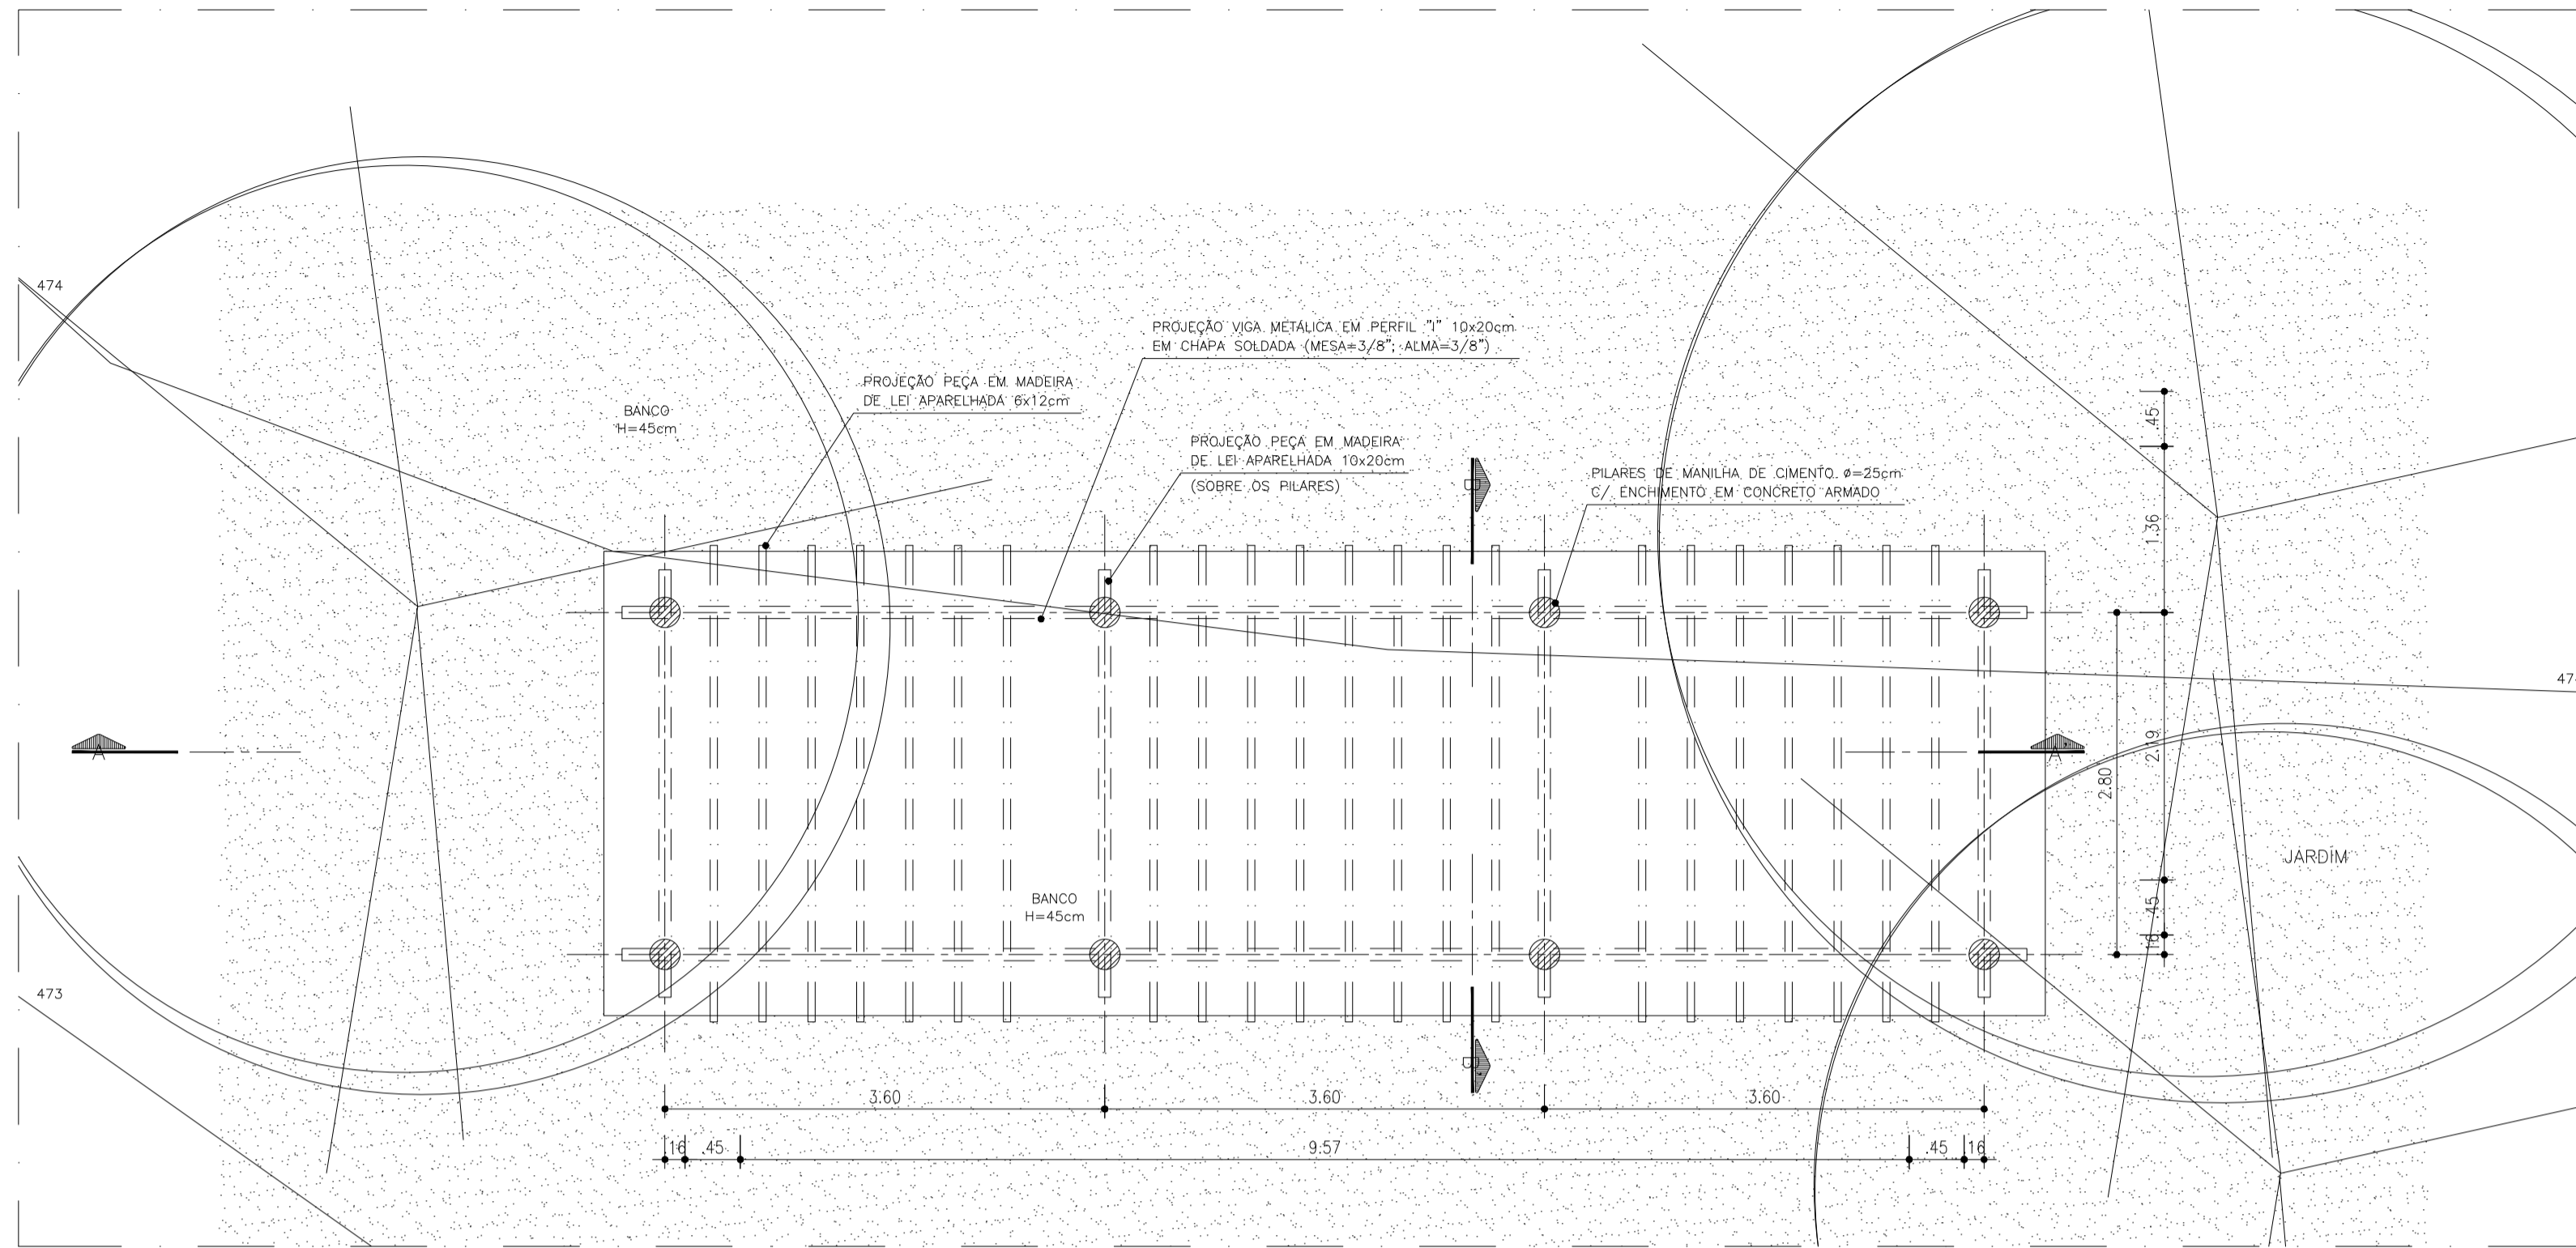 474
PROJEÇÃO VIGA METÁLICA EM PERFIL "I" 10x20cm
EM CHAPA SOLDADA (MESA=3/8"; ALMA=3/8")
PROJEÇÃO PEÇA EM MADEIRA
DE LEI APARELHADA 6x12cm
BANCO
H=45cm
PROJEÇÃO PEÇA EM MADEIRA
DE LEI APARELHADA 10x20cm
(SOBRE OS PILARES)
PILARES DE MANILHA DE CIMENTO ø=25cm
C/ ENCHIMENTO EM CONCRETO ARMADO
.45
1.36
2.19
2.80
.45
16
A
A'
JARDIM
BANCO
H=45cm
473
3.60
3.60
3.60
16
.45
9.57
.45
16